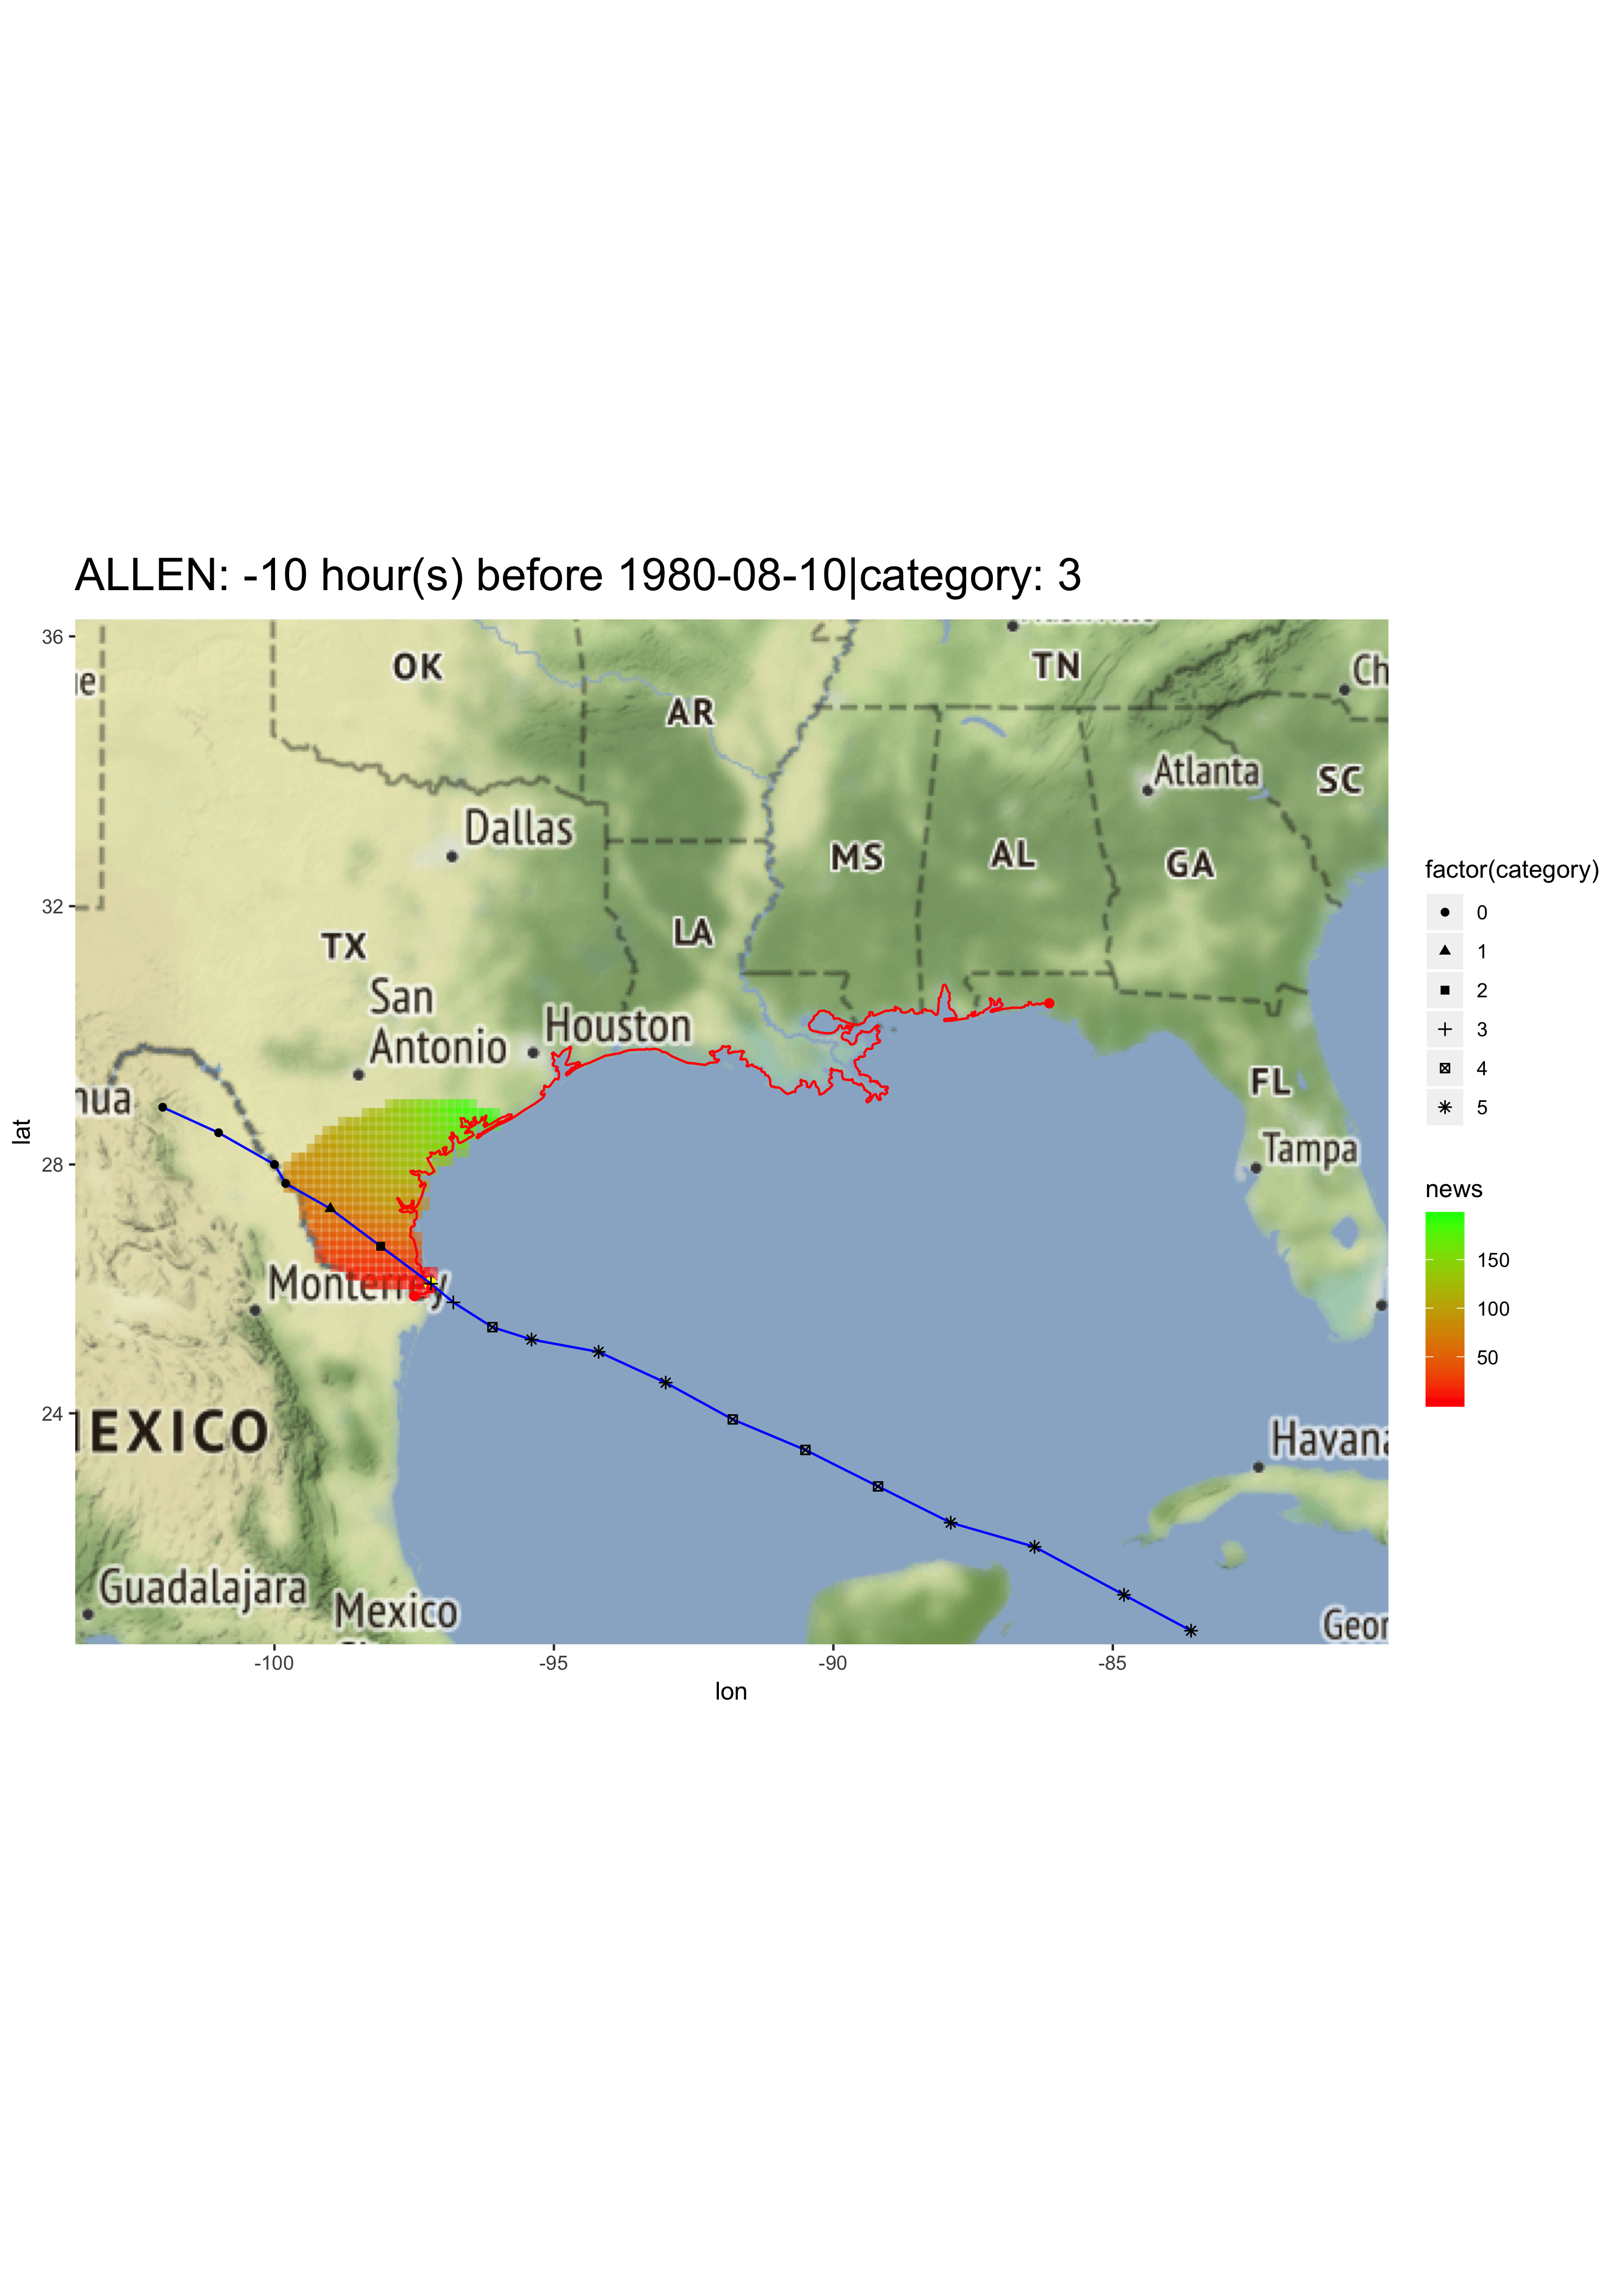 ALLEN: -10 hour(s) before 1980-08-10|category: 3
36
32
28
24
lat
-100
-95
-90
-85
lon
OK
TN
Ch
AR
Atlanta
SC
Dallas
MS
AL
GA
LA
TX
San
Antonio
Houston
FL
Tampa
Monterrey
EXICO
Havana
Guadalajara
Mexico
Geor
factor(category)
0
1
2
3
4
5
news
150
100
50